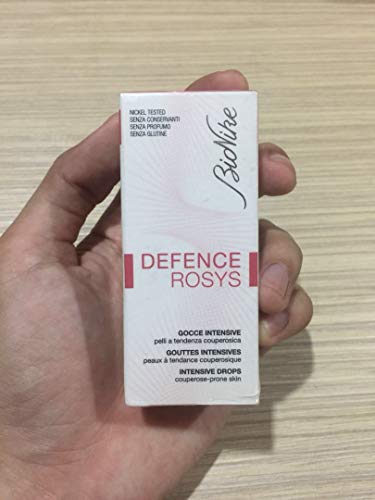 NICKEL TESTED
SENZA CONSERVANTI
SENZA PROFUMO
SENZA GLUTINE
BioNike
DEFENCE
ROSYS
GOCCE INTENSIVE
pelli a tendenza couperosica
GOUTTES INTENSIVES
peaux à tendance couperosique
INTENSIVE DROPS
couperose-prone skin